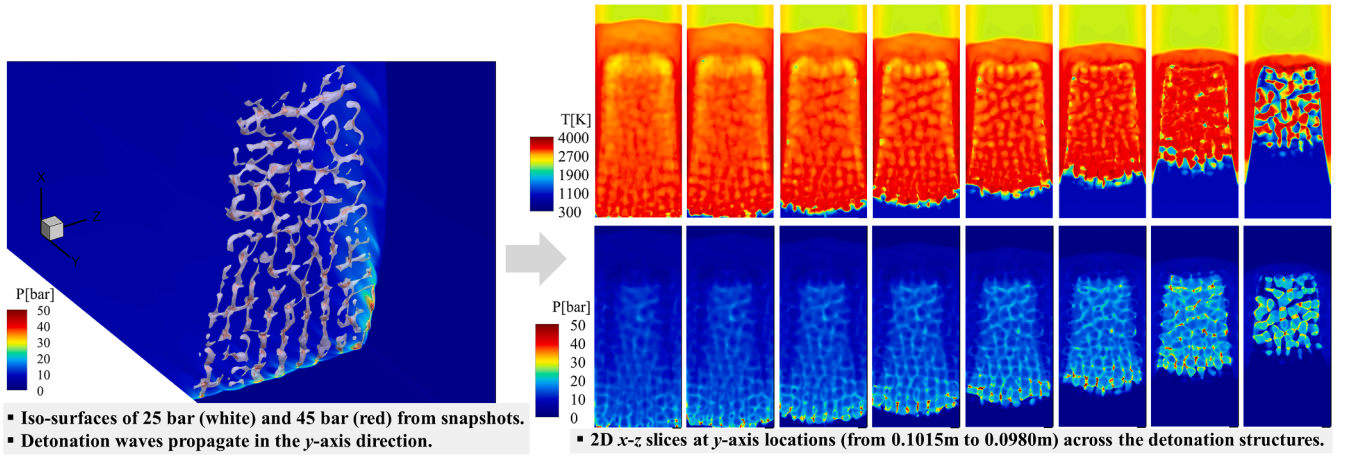 X
Z
Y
P[bar]
50
40
30
20
10
0
▪ Iso-surfaces of 25 bar (white) and 45 bar (red) from snapshots.
▪ Detonation waves propagate in the y-axis direction.
T[K]
4000
2700
1900
1100
300
P[bar]
50
40
30
20
10
0
▪ 2D x-z slices at y-axis locations (from 0.1015m to 0.0980m) across the detonation structures.